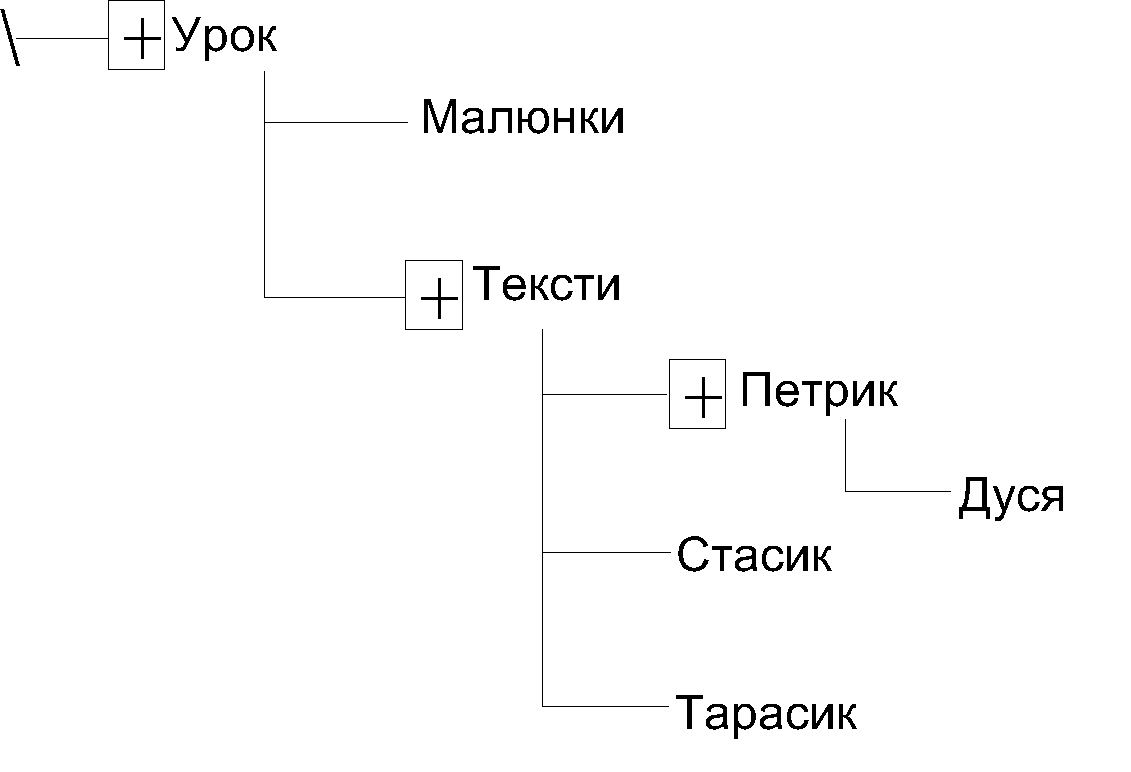 \ + Урок
Малюнки
+ Тексти
+ Петрик
Дуся
Стасик
Тарасик